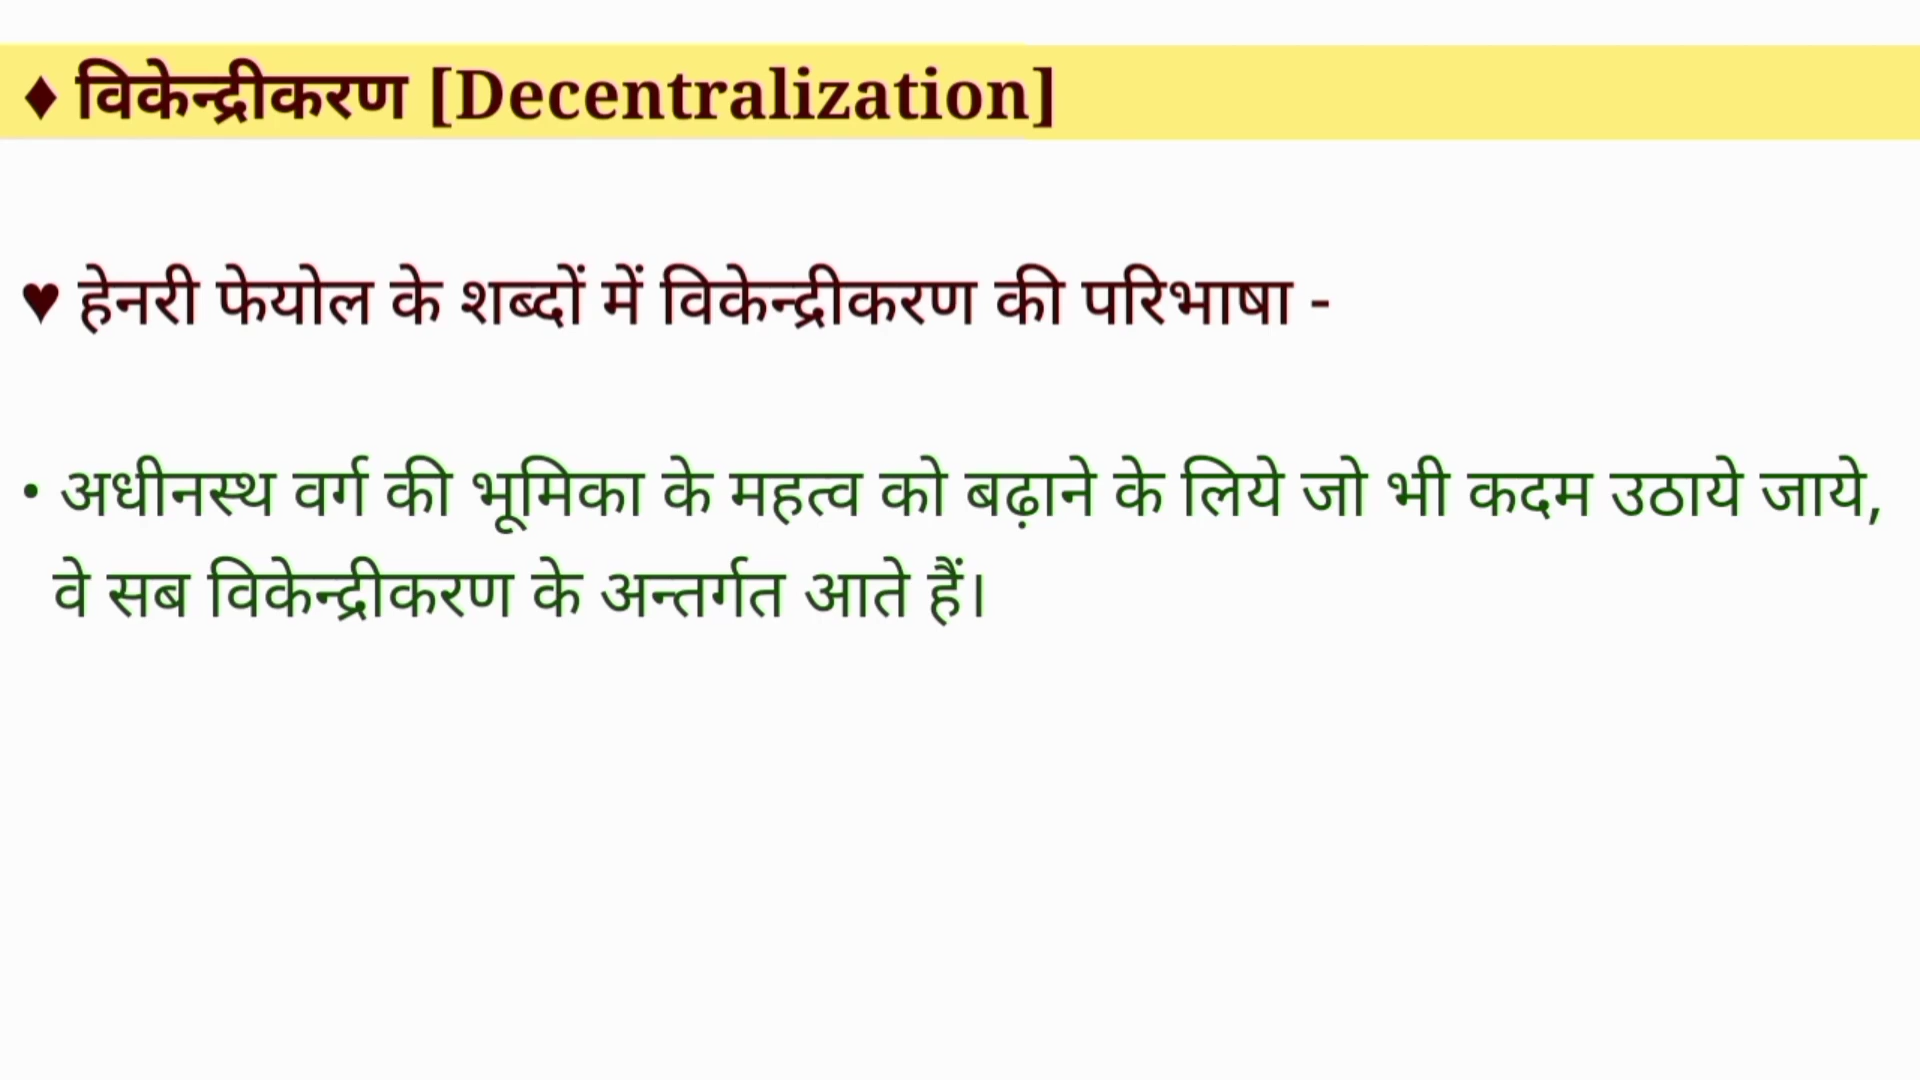 ♦ विकेन्द्रीकरण [Decentralization]
♥ हेनरी फेयोल के शब्दों में विकेन्द्रीकरण की परिभाषा -
• अधीनस्थ वर्ग की भूमिका के महत्व को बढ़ाने के लिये जो भी कदम उठाये जाये,
वे सब विकेन्द्रीकरण के अन्तर्गत आते हैं।